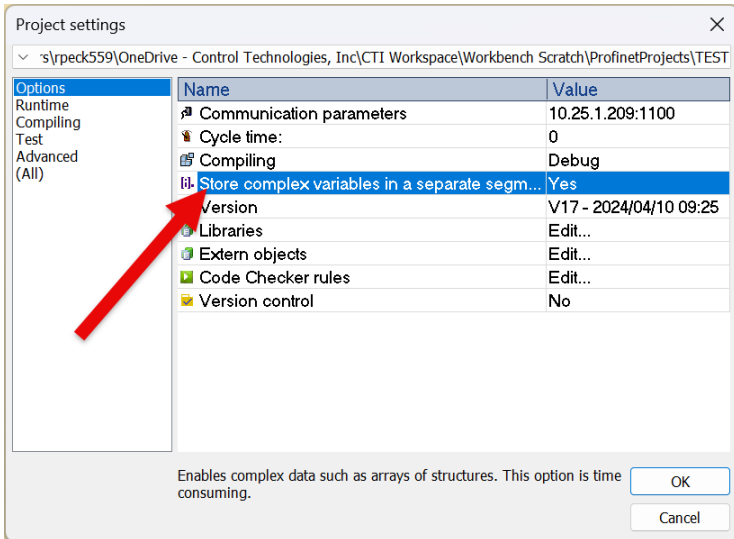 Project settings
rs\rpeck559\OneDrive - Control Technologies, Inc\CTI Workspace\Workbench Scratch\ProfinetProjects\TEST
Options
Runtime
Compiling
Test
Advanced
(All)
Name Value
Communication parameters 10.25.1.209:1100
Cycle time: 0
Compiling Debug
Store complex variables in a separate segm... Yes
Version V17 - 2024/04/10 09:25
Libraries Edit...
Extern objects Edit...
Code Checker rules Edit...
Version control No
Enables complex data such as arrays of structures. This option is time
consuming.
OK
Cancel